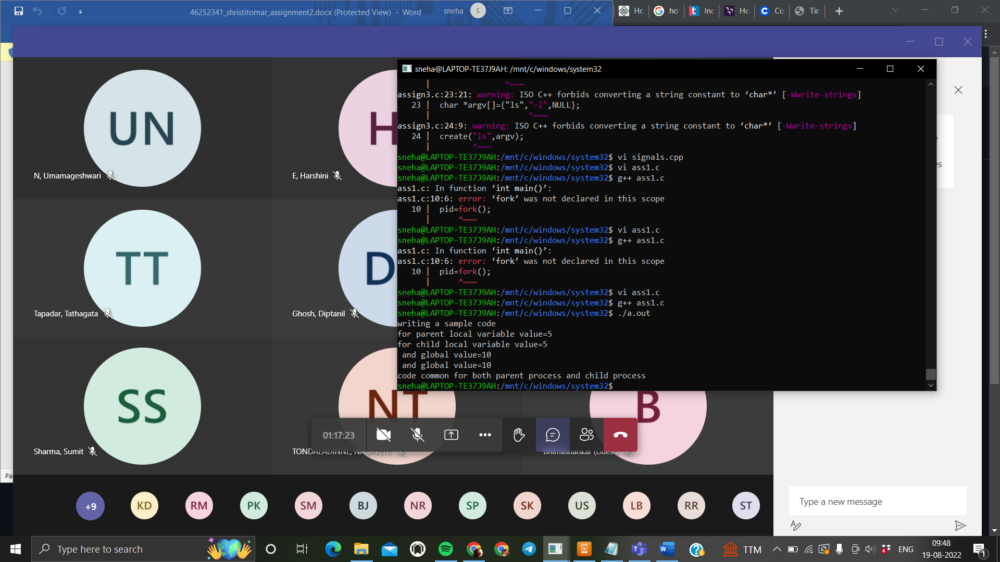 46252341_shristitomar_assignment2.docx (Protected View) - Word
sneha
S
Ho
ho
Inc
Ho
Co
Tin
sneha@LAPTOP-TE37J9AH: /mnt/c/windows/system32
| ^~~~
assign3.c:23:21: warning: ISO C++ forbids converting a string constant to ‘char*’ [-Wwrite-strings]
23 | char *argv[]={"ls","-l",NULL};
| ^~~~
assign3.c:24:9: warning: ISO C++ forbids converting a string constant to ‘char*’ [-Wwrite-strings]
24 | create("ls",argv);
| ^~~~
sneha@LAPTOP-TE37J9AH:/mnt/c/windows/system32$ vi signals.cpp
sneha@LAPTOP-TE37J9AH:/mnt/c/windows/system32$ vi ass1.c
sneha@LAPTOP-TE37J9AH:/mnt/c/windows/system32$ g++ ass1.c
ass1.c: In function ‘int main()’:
ass1.c:10:6: error: ‘fork’ was not declared in this scope
10 | pid=fork();
| ^~~~
sneha@LAPTOP-TE37J9AH:/mnt/c/windows/system32$ vi ass1.c
sneha@LAPTOP-TE37J9AH:/mnt/c/windows/system32$ g++ ass1.c
ass1.c: In function ‘int main()’:
ass1.c:10:6: error: ‘fork’ was not declared in this scope
10 | pid=fork();
| ^~~~
sneha@LAPTOP-TE37J9AH:/mnt/c/windows/system32$ vi ass1.c
sneha@LAPTOP-TE37J9AH:/mnt/c/windows/system32$ g++ ass1.c
sneha@LAPTOP-TE37J9AH:/mnt/c/windows/system32$ ./a.out
writing a sample code
for parent local variable value=5
for child local variable value=5
and global value=10
and global value=10
code common for both parent process and child process
sneha@LAPTOP-TE37J9AH:/mnt/c/windows/system32$
UN
H
N, Umamageshwari
E, Harshini
TT
D
Tapadar, Tathagata
Ghosh, Diptanil
SS
NT
B
01:17:23
Sharma, Sumit
TONDALADINNE, NAGAVENI
Bhimashankar (Guest)
Pa
+9
KD
RM
PK
SM
BJ
NR
SP
SK
US
LB
RR
ST
Type a new message
Type here to search
TTM
ENG
09:48
19-08-2022
1